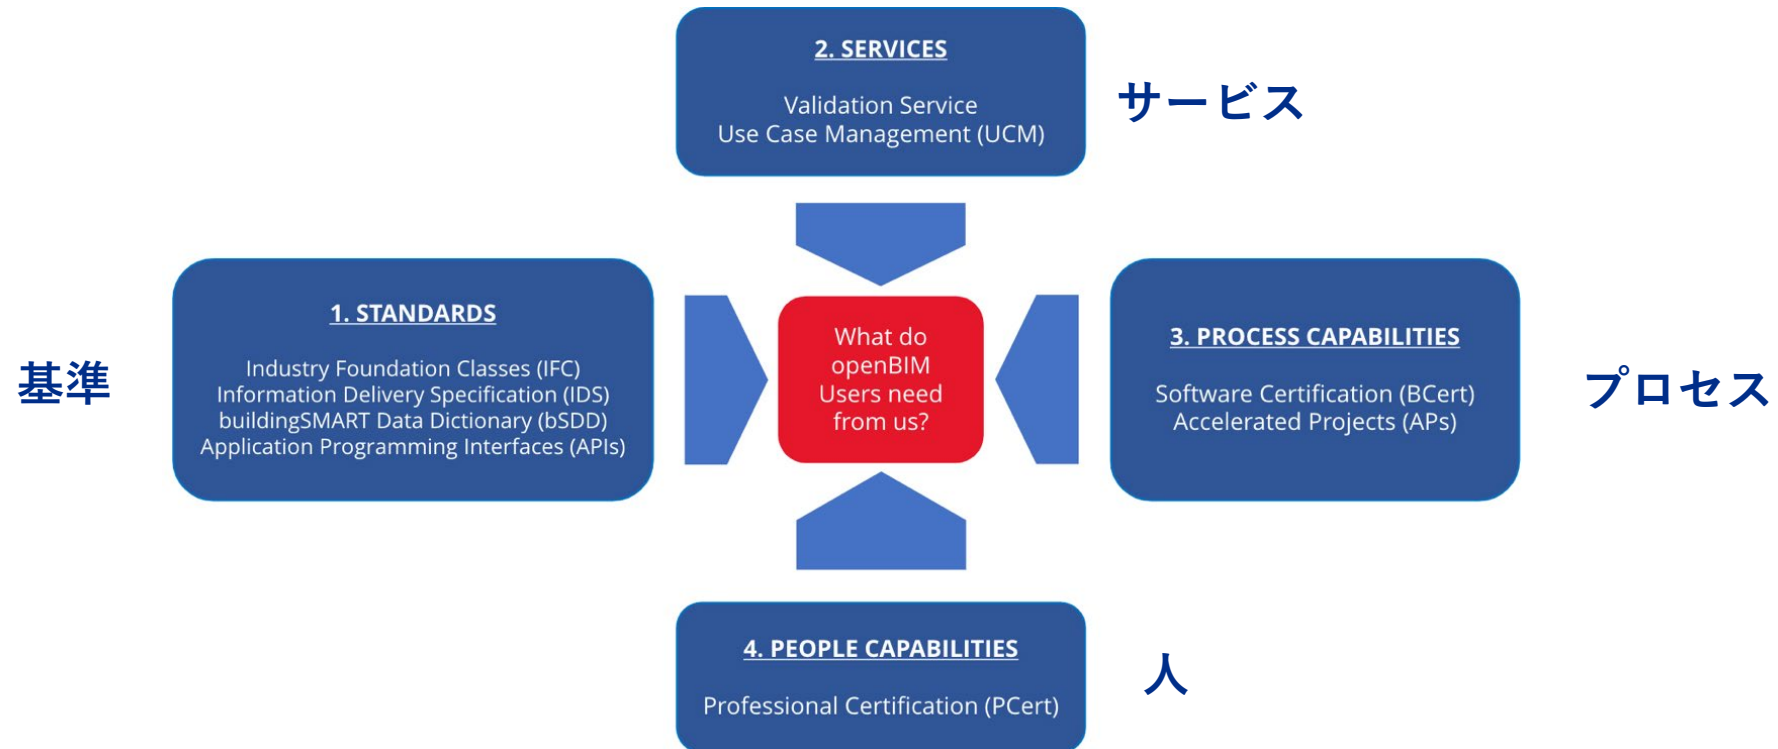 2. SERVICES
Validation Service
Use Case Management (UCM)
サービス
基準
1. STANDARDS
Industry Foundation Classes (IFC)
Information Delivery Specification (IDS)
buildingSMART Data Dictionary (bSDD)
Application Programming Interfaces (APIs)
What do
openBIM
Users need
from us?
3. PROCESS CAPABILITIES
Software Certification (BCert)
Accelerated Projects (APs)
プロセス
4. PEOPLE CAPABILITIES
Professional Certification (PCert)
人